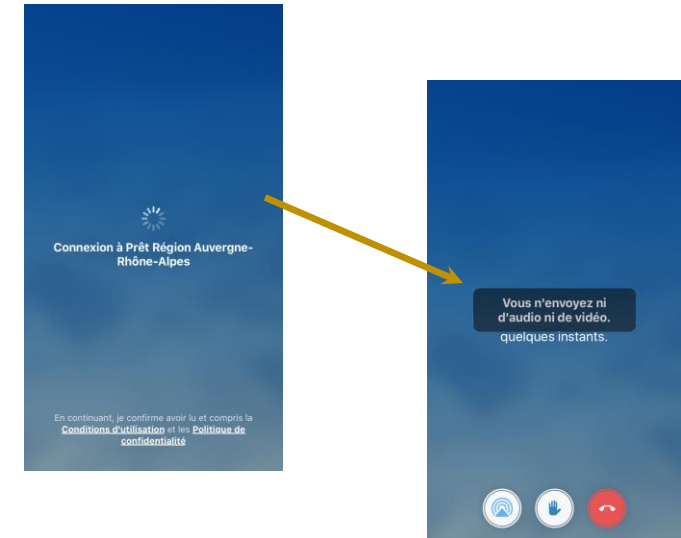 Connexion à Prêt Région Auvergne-
Rhône-Alpes
En continuant, je confirme avoir lu et compris la
Conditions d'utilisation et les Politique de
confidentialité
Vous n'envoyez ni
d'audio ni de vidéo.
quelques instants.